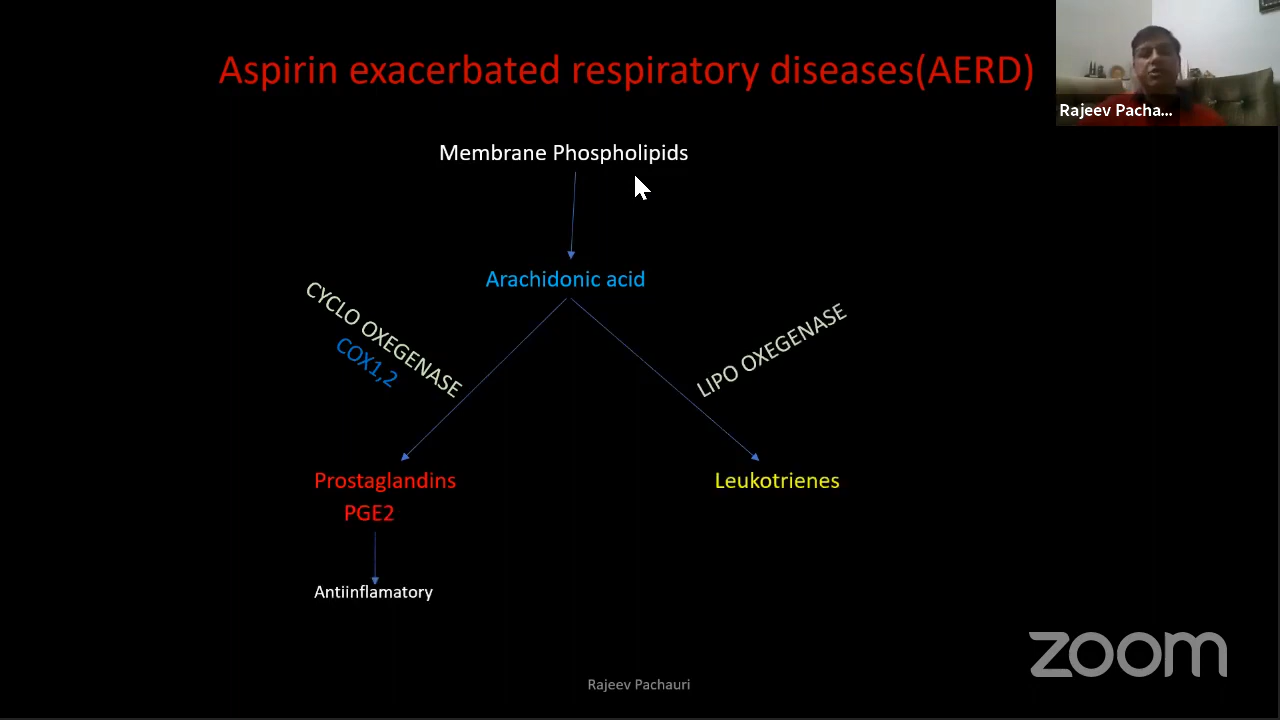 Aspirin exacerbated respiratory diseases(AERD)
Rajeev Pacha...
Membrane Phospholipids
Arachidonic acid
CYCLO OXEGENASE
COX1,2
LIPO OXEGENASE
Prostaglandins
PGE2
Leukotrienes
Antiinflamatory
zoom
Rajeev Pachauri